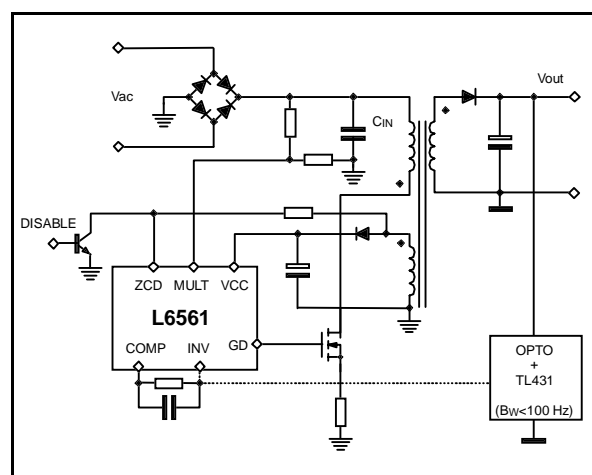 Vac
Vout
CIN
DISABLE
ZCD MULT VCC
L6561
COMP INV GD
OPTO
+
TL431
(BW<100 Hz)